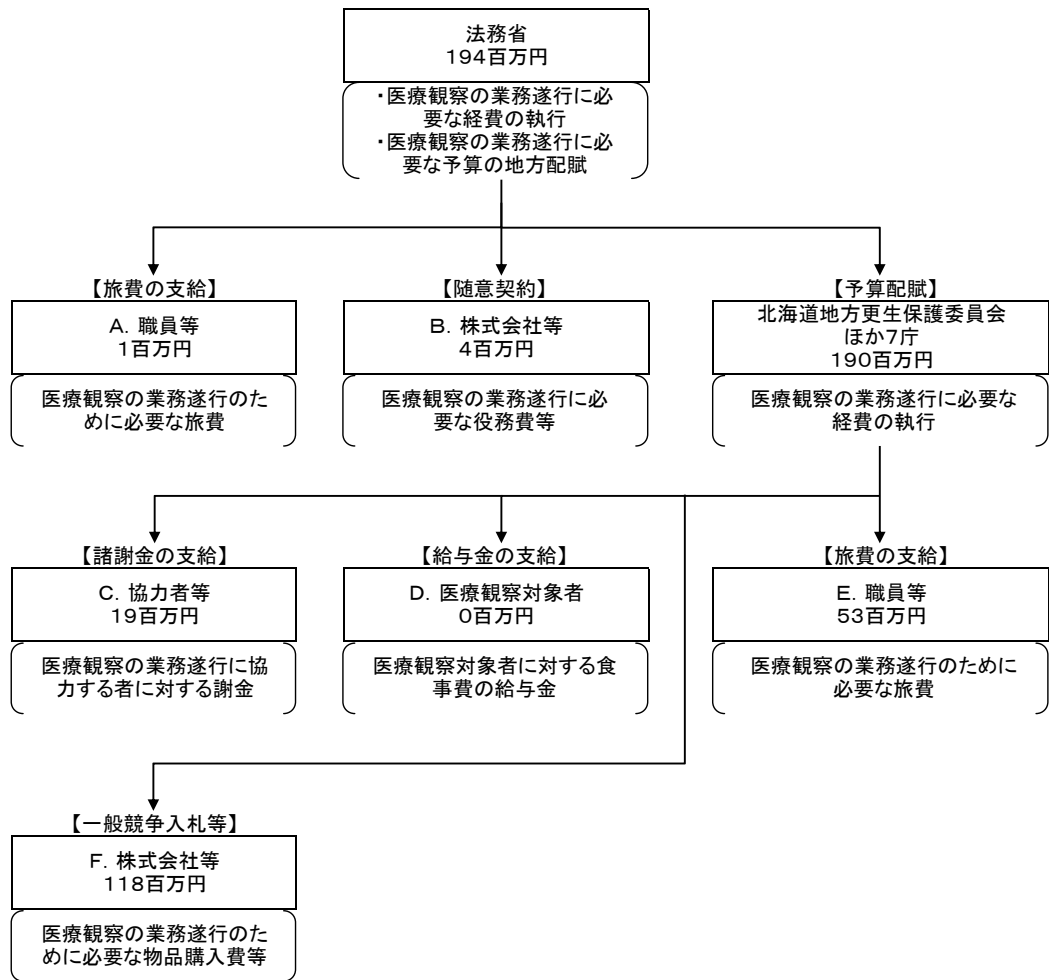 法務省
194百万円
・医療観察の業務遂行に必
要な経費の執行
・医療観察の業務遂行に必
要な予算の地方配賦
【旅費の支給】
A．職員等
1百万円
医療観察の業務遂行のた
めに必要な旅費
【随意契約】
B．株式会社等
4百万円
医療観察の業務遂行に必
要な役務費等
【予算配賦】
北海道地方更生保護委員会
ほか7庁
190百万円
医療観察の業務遂行に必要な
経費の執行
【諸謝金の支給】
C．協力者等
19百万円
医療観察の業務遂行に協
力する者に対する謝金
【給与金の支給】
D．医療観察対象者
0百万円
医療観察対象者に対する食
事費の給与金
【旅費の支給】
E．職員等
53百万円
医療観察の業務遂行のために
必要な旅費
【一般競争入札等】
F．株式会社等
118百万円
医療観察の業務遂行のた
めに必要な物品購入費等